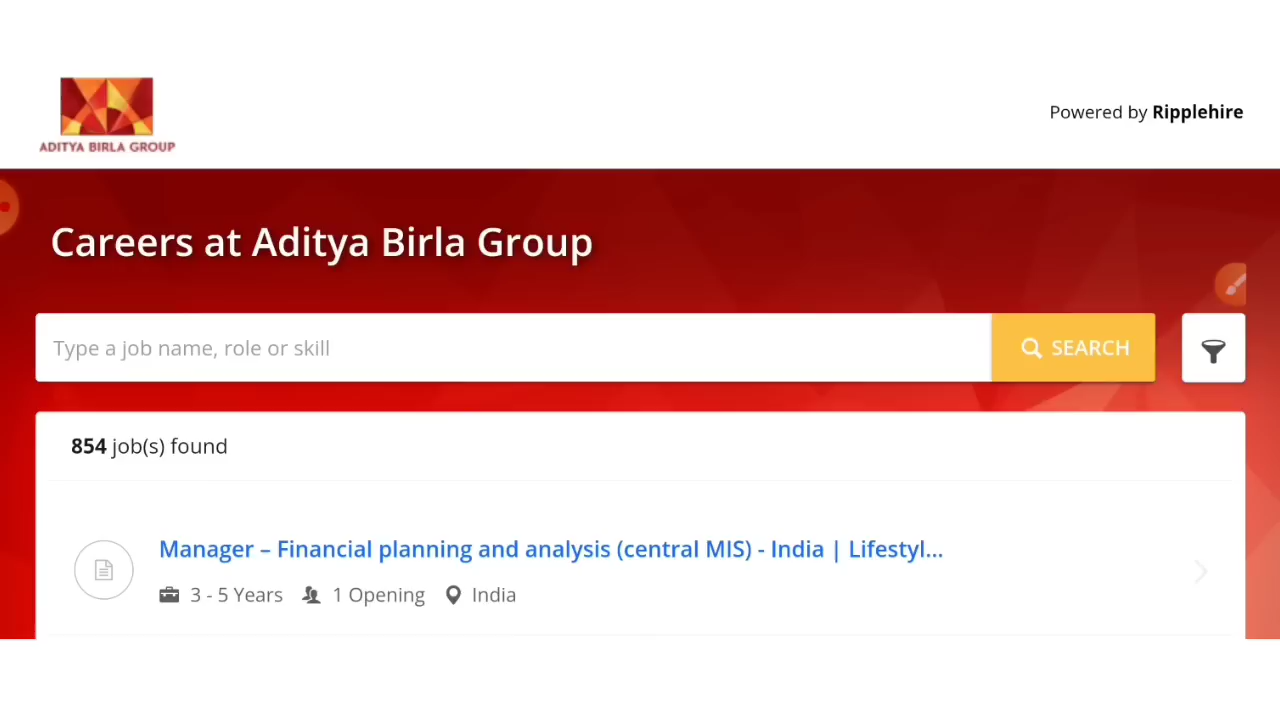 ADITYA BIRLA GROUP
Powered by Ripplehire
Careers at Aditya Birla Group
Type a job name, role or skill
SEARCH
854 job(s) found
Manager – Financial planning and analysis (central MIS) - India | Lifestyl...
3 - 5 Years 1 Opening India